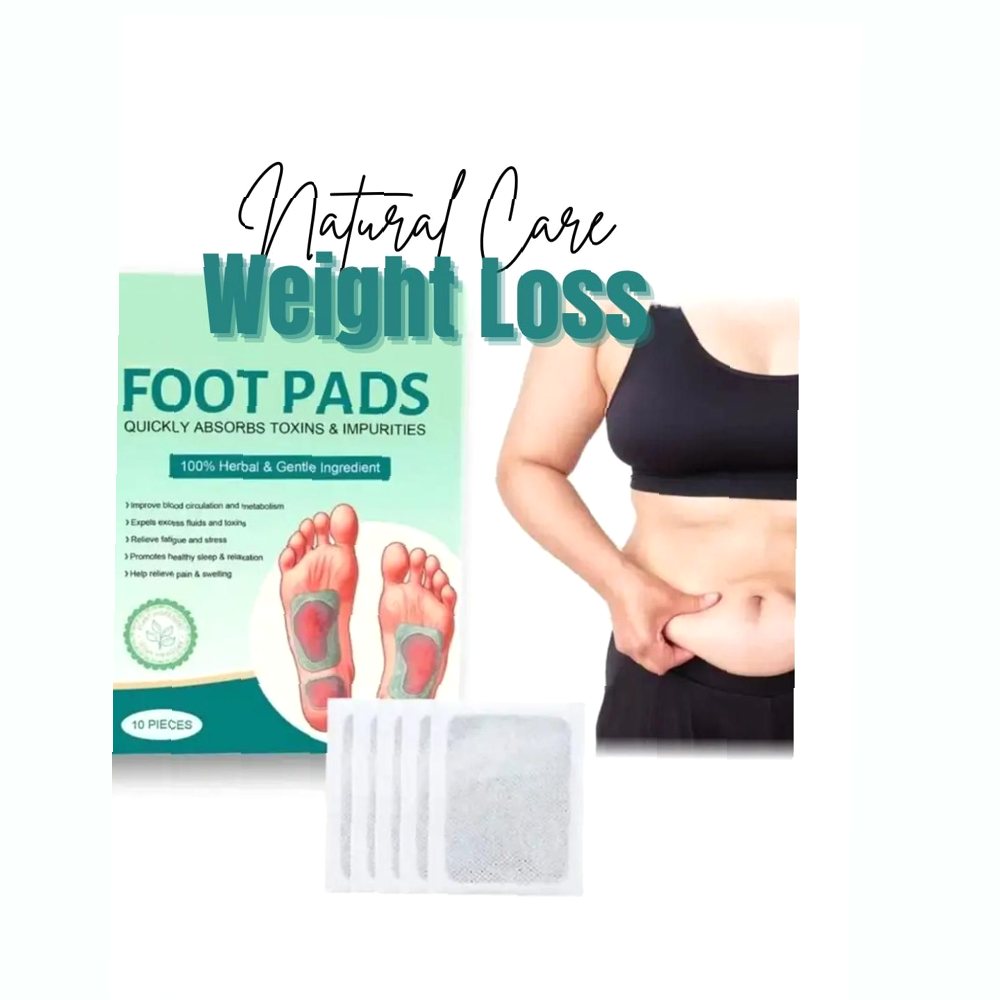 Natural Care
Weight Loss
FOOT PADS
QUICKLY ABSORBS TOXINS & IMPURITIES
100% Herbal & Gentle Ingredient
Improve blood circulation and metabolism
Expels excess fluids and toxins
Relieve fatigue and stress
Promotes healthy sleep & relaxation
Help relieve pain & swelling
10 PIECES